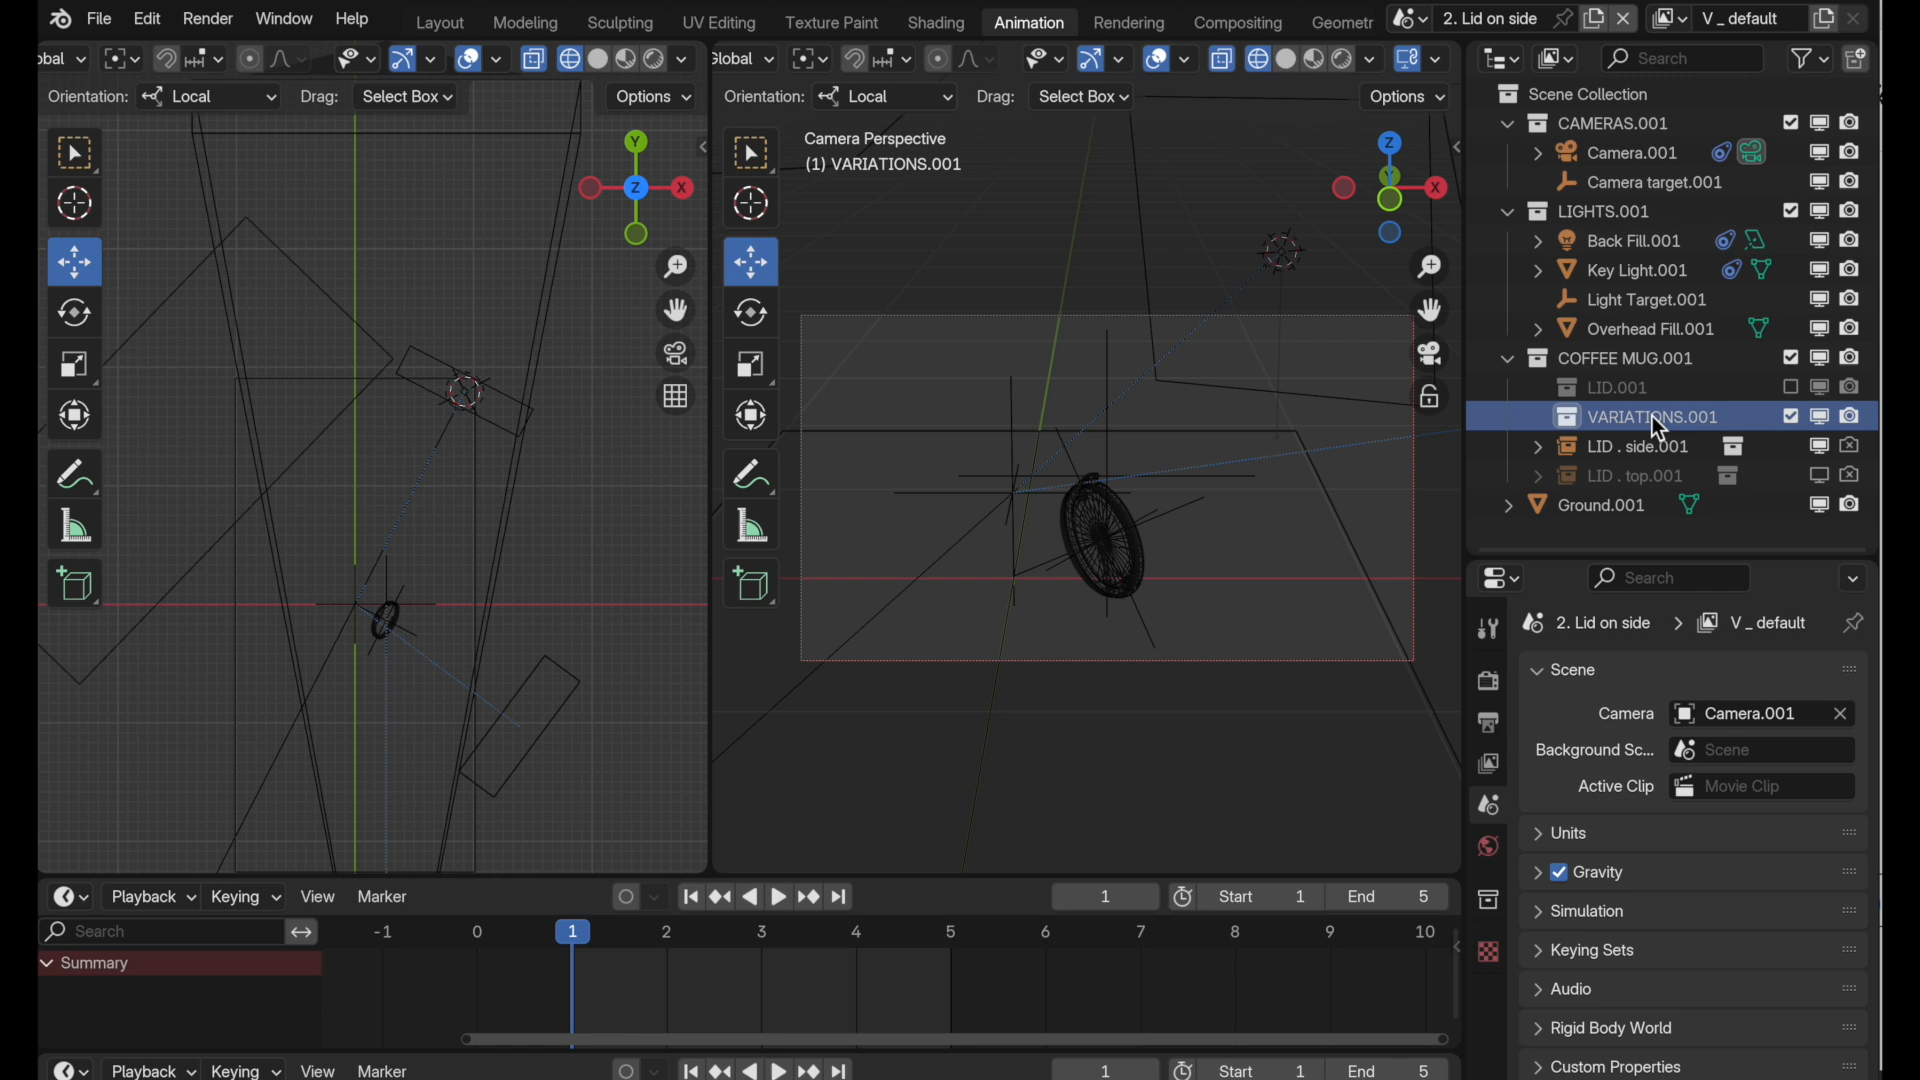 File Edit Render Window Help Layout Modeling Sculpting UV Editing Texture Paint Shading Animation Rendering Compositing Geometr 2. Lid on side V _ default
obal Global Search
Orientation: Local Drag: Select Box Options Orientation: Local Drag: Select Box Options
Scene Collection
CAMERAS.001
Camera.001
Camera target.001
LIGHTS.001
Back Fill.001
Key Light.001
Light Target.001
Overhead Fill.001
COFFEE MUG.001
LID.001
VARIATIONS.001
LID . side.001
LID . top.001
Ground.001
Y
Z X
Camera Perspective
(1) VARIATIONS.001
Z
X
Search
2. Lid on side V _ default
Scene
Camera Camera.001
Background Sc... Scene
Active Clip Movie Clip
Units
Gravity
Simulation
Keying Sets
Audio
Rigid Body World
Custom Properties
Playback Keying View Marker 1 Start 1 End 5
Search -1 0 1 2 3 4 5 6 7 8 9 10
Summary
Playback Keying View Marker 1 Start 1 End 5